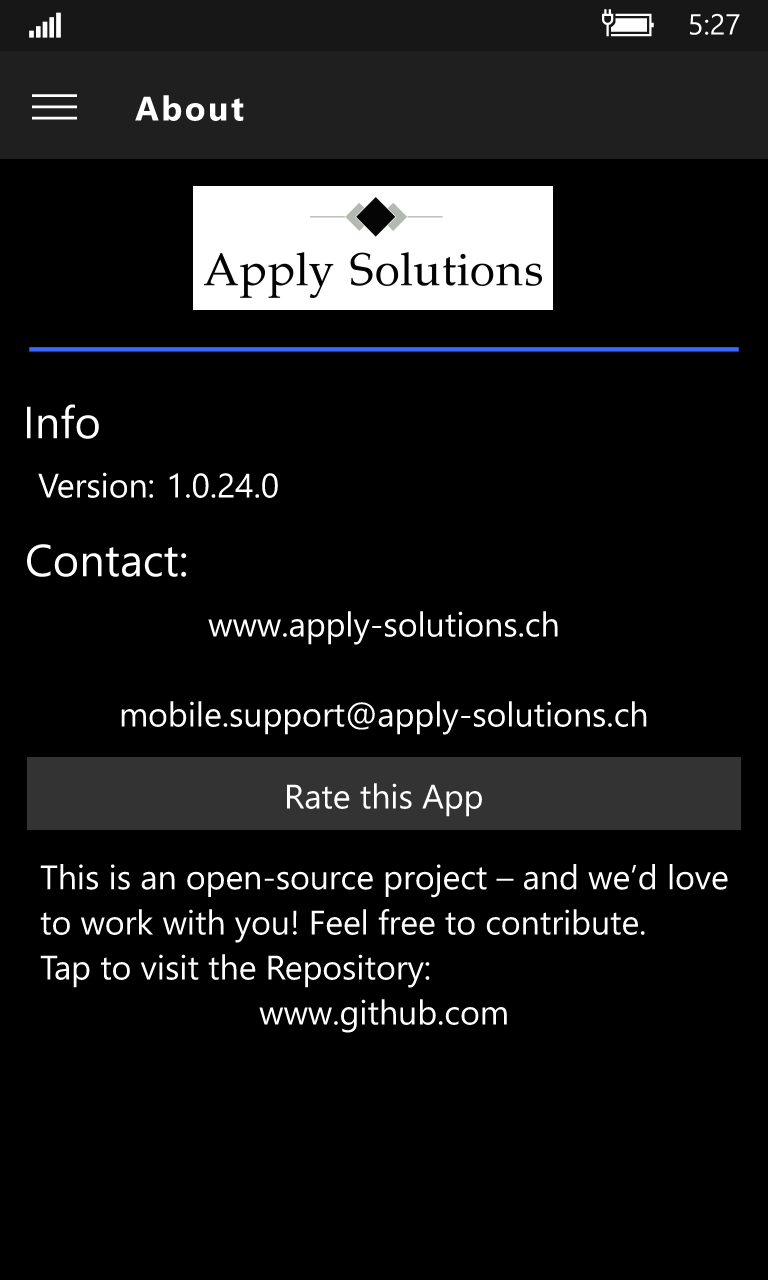 5:27
About
Apply Solutions
Info
Version: 1.0.24.0
Contact:
www.apply-solutions.ch
mobile.support@apply-solutions.ch
Rate this App
This is an open-source project – and we’d love
to work with you! Feel free to contribute.
Tap to visit the Repository:
www.github.com